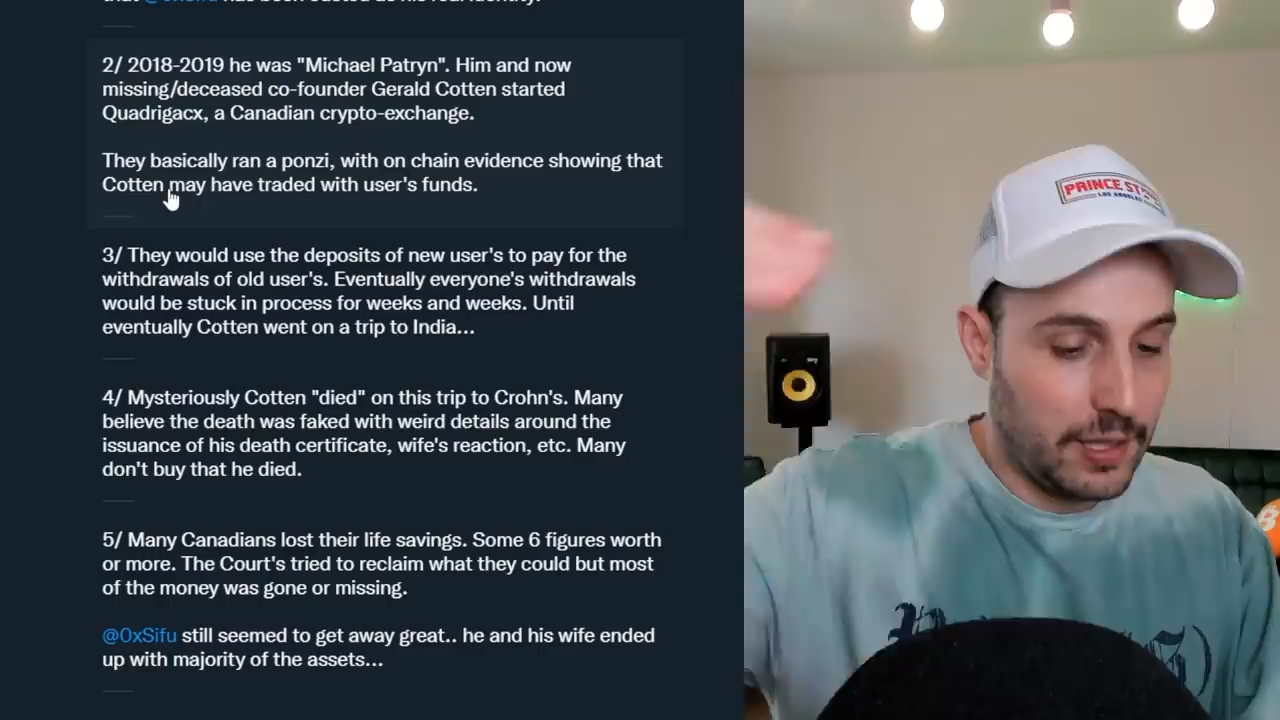 2/ 2018-2019 he was "Michael Patryn". Him and now
missing/deceased co-founder Gerald Cotten started
Quadrigacx, a Canadian crypto-exchange.
They basically ran a ponzi, with on chain evidence showing that
Cotten may have traded with user's funds.
3/ They would use the deposits of new user's to pay for the
withdrawals of old user's. Eventually everyone's withdrawals
would be stuck in process for weeks and weeks. Until
eventually Cotten went on a trip to India...
4/ Mysteriously Cotten "died" on this trip to Crohn's. Many
believe the death was faked with weird details around the
issuance of his death certificate, wife's reaction, etc. Many
don't buy that he died.
5/ Many Canadians lost their life savings. Some 6 figures worth
or more. The Court's tried to reclaim what they could but most
of the money was gone or missing.
@0xSifu still seemed to get away great.. he and his wife ended
up with majority of the assets...
PRINCE ST
LOS ANGELES